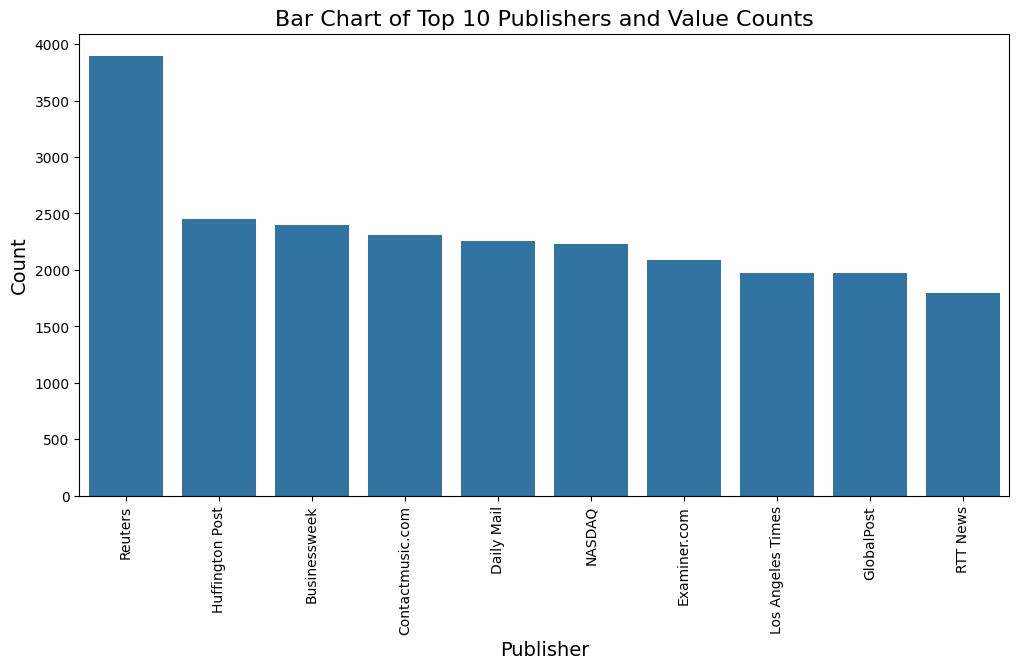 Bar Chart of Top 10 Publishers and Value Counts
Count
4000
3500
3000
2500
2000
1500
1000
500
0
Reuters
Huffington Post
Businessweek
Contactmusic.com
Daily Mail
NASDAQ
Examiner.com
Los Angeles Times
GlobalPost
RTT News
Publisher